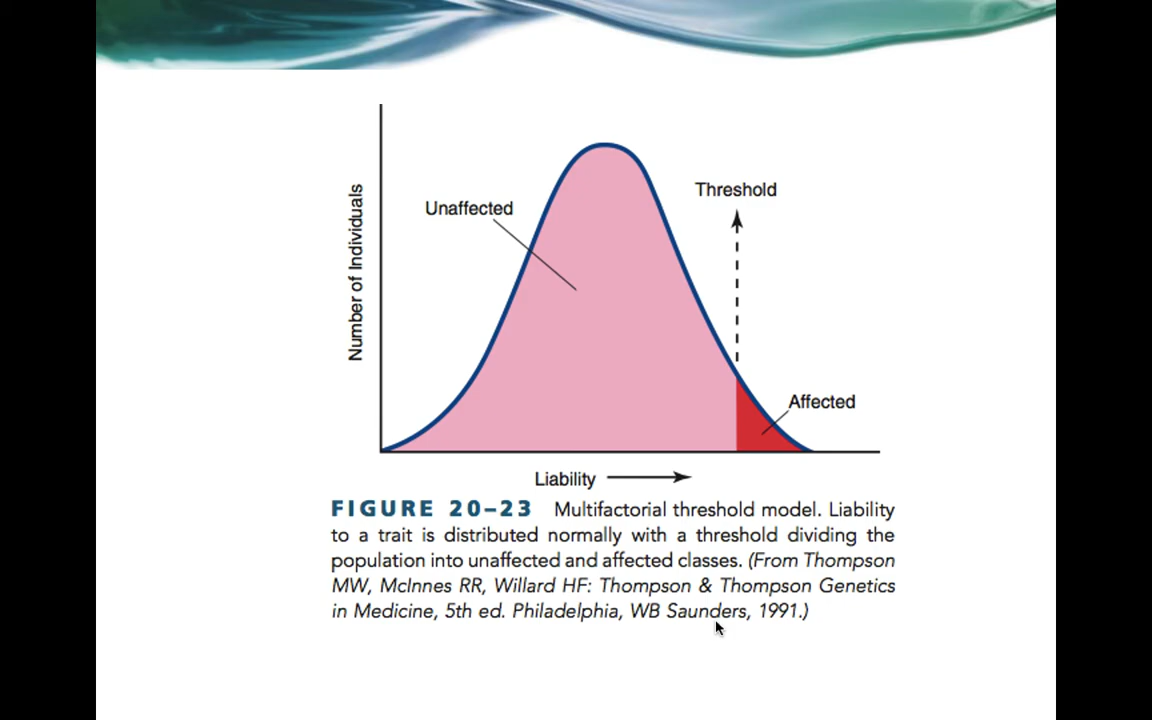 Threshold
Unaffected
Number of Individuals
Affected
Liability
FIGURE 20–23 Multifactorial threshold model. Liability
to a trait is distributed normally with a threshold dividing the
population into unaffected and affected classes. (From Thompson
MW, McInnes RR, Willard HF: Thompson & Thompson Genetics
in Medicine, 5th ed. Philadelphia, WB Saunders, 1991.)